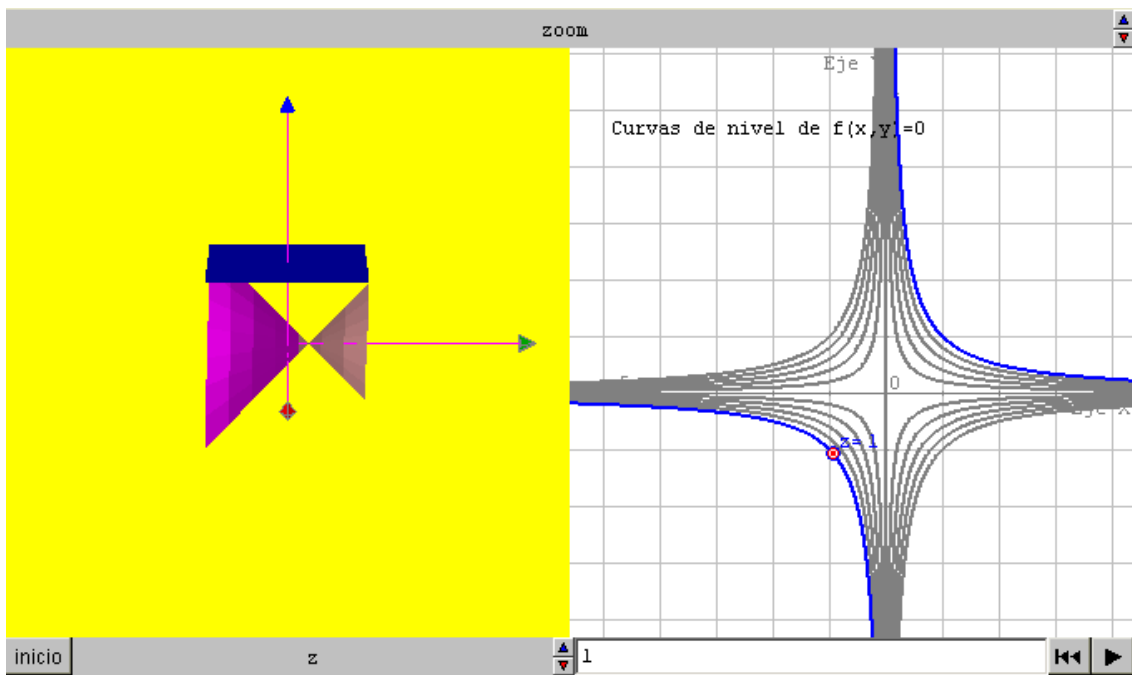 zoom
Eje Y
Curvas de nivel de f(x,y)=0
0
Eje X
z= 1
inicio
z
1